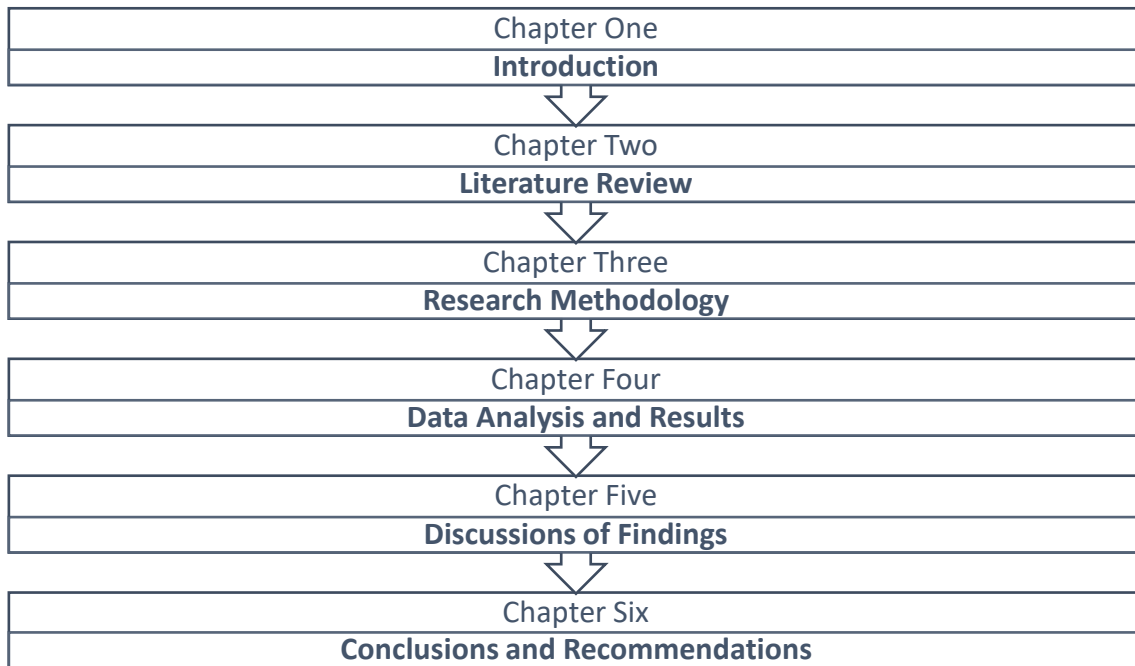 Chapter One
Introduction
Chapter Two
Literature Review
Chapter Three
Research Methodology
Chapter Four
Data Analysis and Results
Chapter Five
Discussions of Findings
Chapter Six
Conclusions and Recommendations